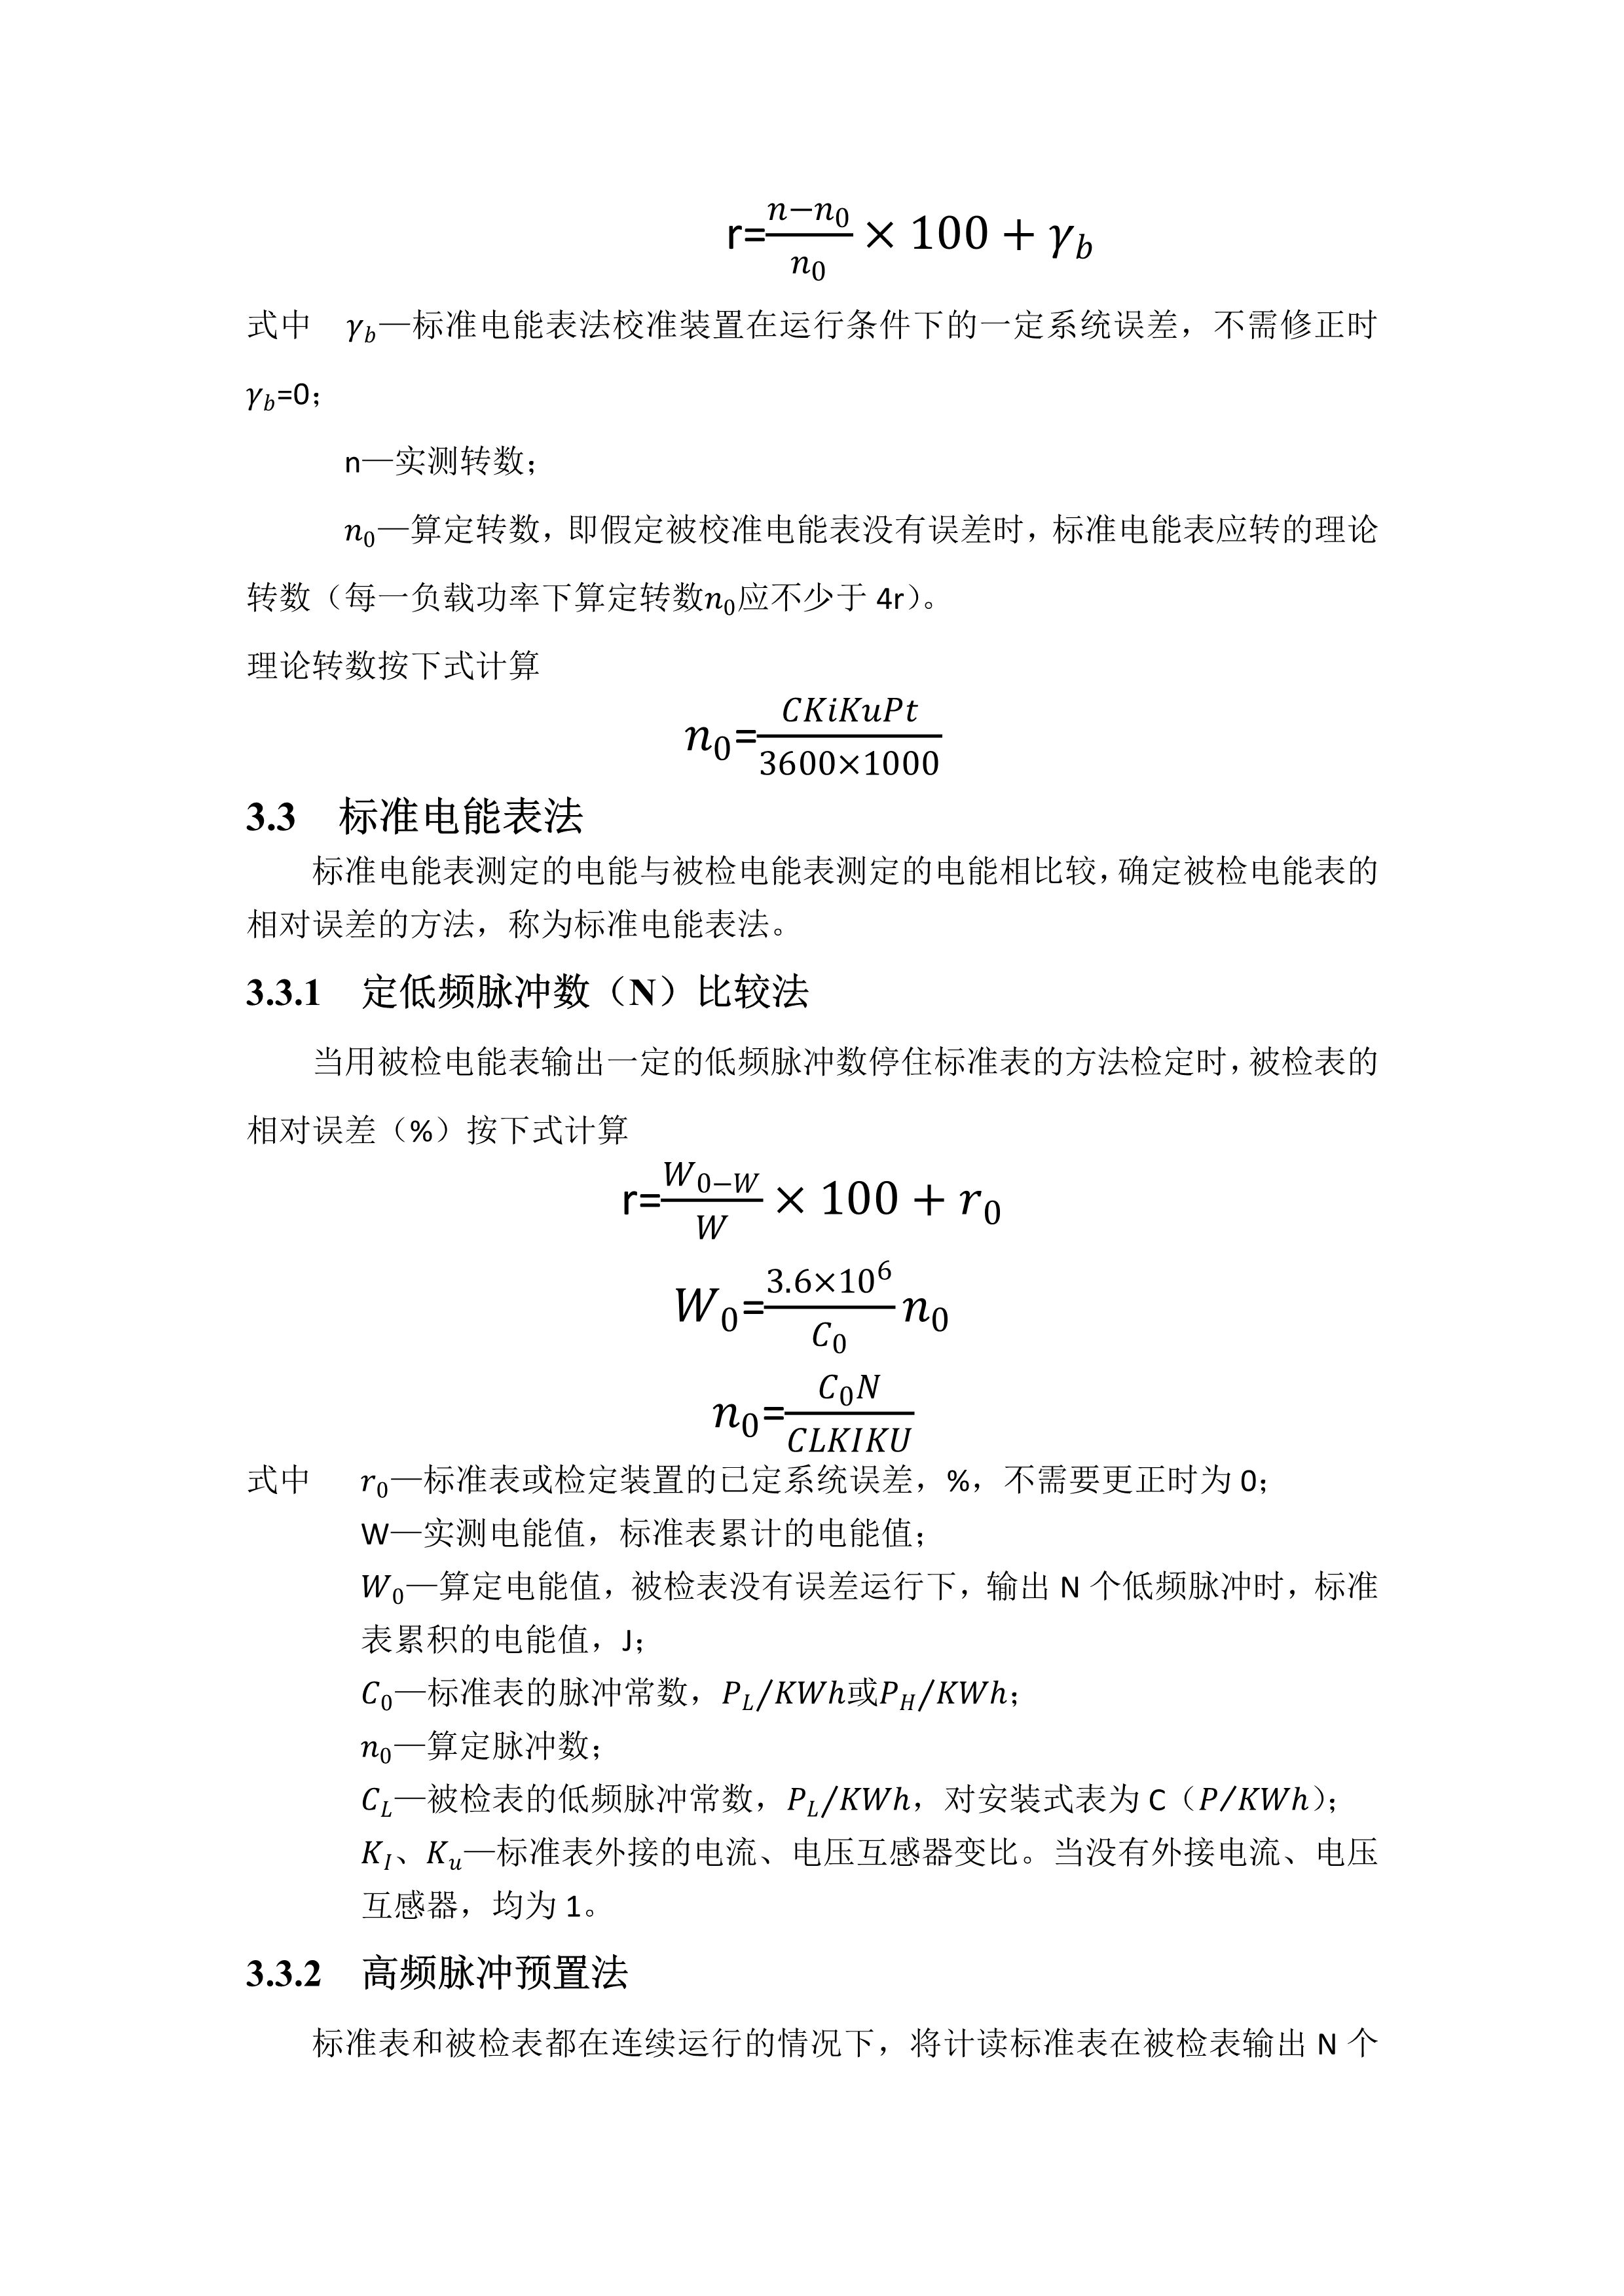 r=\frac{n-n_0}{n_0} × 100 + γ_b
式中　γ_b—标准电能表法校准装置在运行条件下的一定系统误差，不需修正时
γ_b=0；
n—实测转数；
n_0—算定转数，即假定被校准电能表没有误差时，标准电能表应转的理论
转数（每一负载功率下算定转数n_0应不少于 4r）。
理论转数按下式计算
n_0=\frac{CKiKuPt}{3600×1000}
3.3　标准电能表法
标准电能表测定的电能与被检电能表测定的电能相比较，确定被检电能表的
相对误差的方法，称为标准电能表法。
3.3.1　定低频脉冲数（N）比较法
当用被检电能表输出一定的低频脉冲数停住标准表的方法检定时，被检表的
相对误差（%）按下式计算
r=\frac{W_{0-W}}{W} × 100 + r_0
W_0=\frac{3.6×10^6}{C_0} n_0
n_0=\frac{C_0N}{CLKIKU}
式中　r_0—标准表或检定装置的已定系统误差，%，不需要更正时为 0；
W—实测电能值，标准表累计的电能值；
W_0—算定电能值，被检表没有误差运行下，输出 N 个低频脉冲时，标准
表累积的电能值，J；
C_0—标准表的脉冲常数，P_L/KWh或P_H/KWh；
n_0—算定脉冲数；
C_L—被检表的低频脉冲常数，P_L/KWh，对安装式表为 C（P/KWh）；
K_I、K_u—标准表外接的电流、电压互感器变比。当没有外接电流、电压
互感器，均为 1。
3.3.2　高频脉冲预置法
标准表和被检表都在连续运行的情况下，将计读标准表在被检表输出 N 个